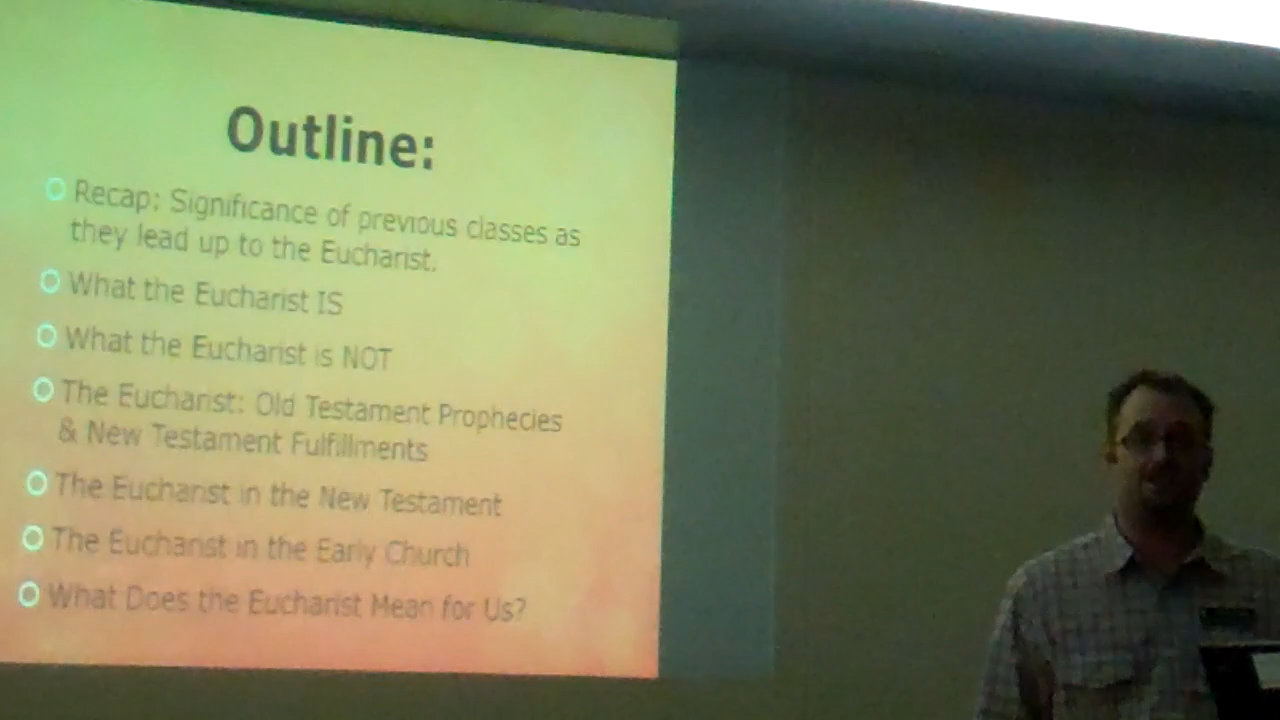 Outline:
Recap: Significance of previous classes as
they lead up to the Eucharist.
What the Eucharist IS
What the Eucharist is NOT
The Eucharist: Old Testament Prophecies
& New Testament Fulfillments
The Eucharist in the New Testament
The Eucharist in the Early Church
What Does the Eucharist Mean for Us?